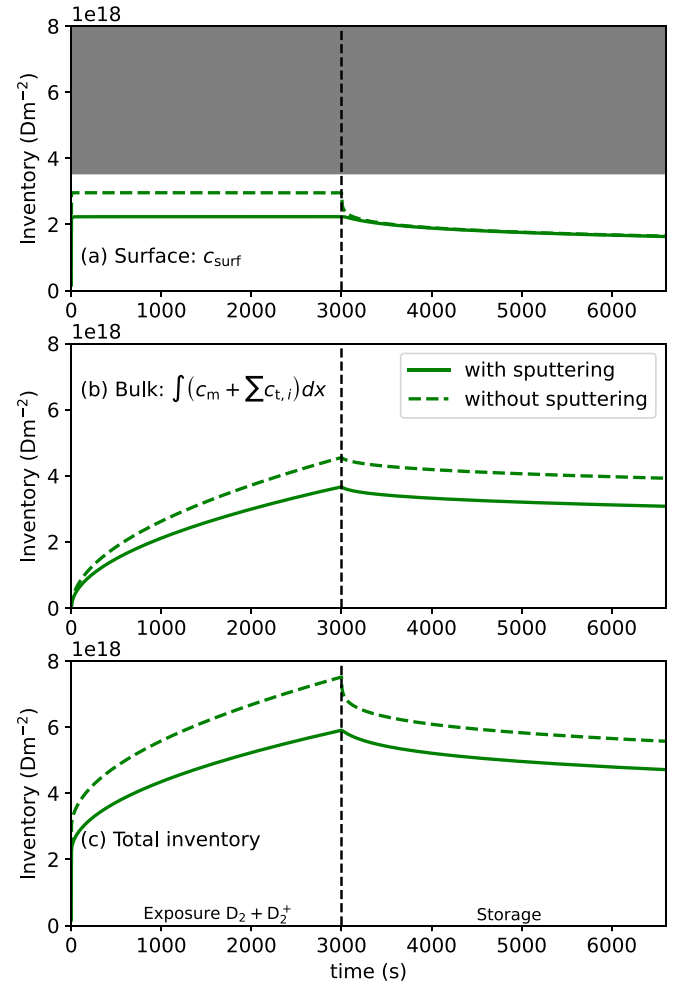 1e18
8
6
4
2
0
Inventory (Dm⁻²)
(a) Surface: c_surf
0 1000 2000 3000 4000 5000 6000
1e18
8
6
4
2
0
Inventory (Dm⁻²)
(b) Bulk: ∫(c_m + ∑c_{t, i})dx
with sputtering
without sputtering
0 1000 2000 3000 4000 5000 6000
1e18
8
6
4
2
0
Inventory (Dm⁻²)
(c) Total inventory
Exposure D₂ + D₂⁺
Storage
0 1000 2000 3000 4000 5000 6000
time (s)